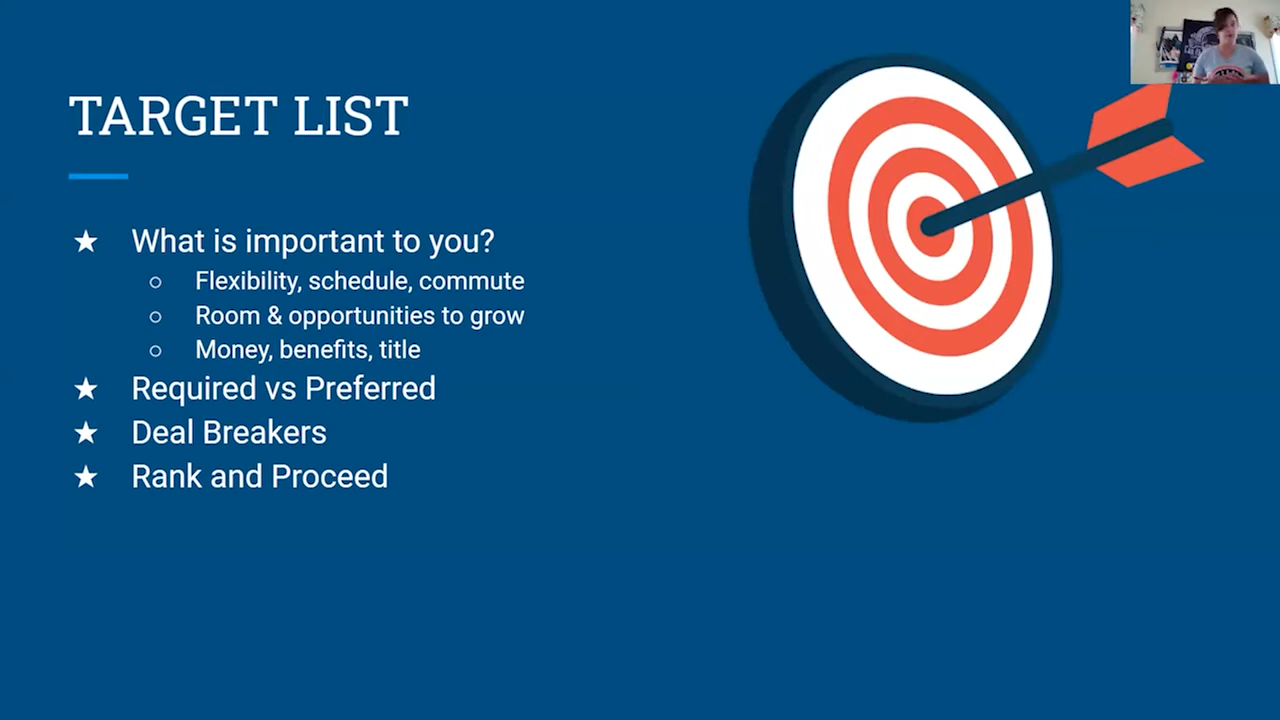 TARGET LIST
★ What is important to you?
○ Flexibility, schedule, commute
○ Room & opportunities to grow
○ Money, benefits, title
★ Required vs Preferred
★ Deal Breakers
★ Rank and Proceed